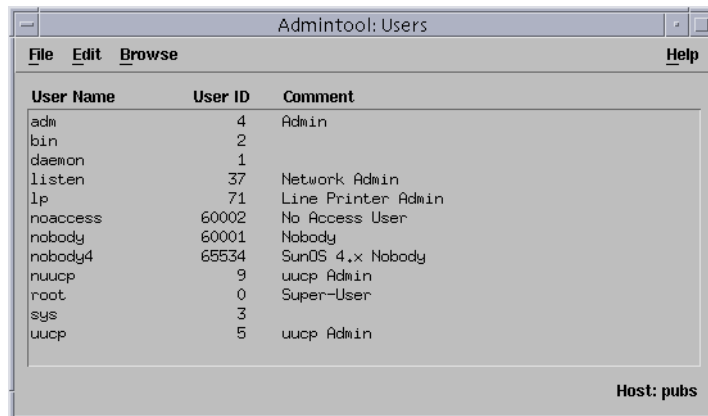 Admintool: Users
File Edit Browse Help
User Name User ID Comment
adm 4 Admin
bin 2
daemon 1
listen 37 Network Admin
lp 71 Line Printer Admin
noaccess 60002 No Access User
nobody 60001 Nobody
nobody4 65534 SunOS 4.x Nobody
nuucp 9 uucp Admin
root 0 Super-User
sys 3
uucp 5 uucp Admin
Host: pubs